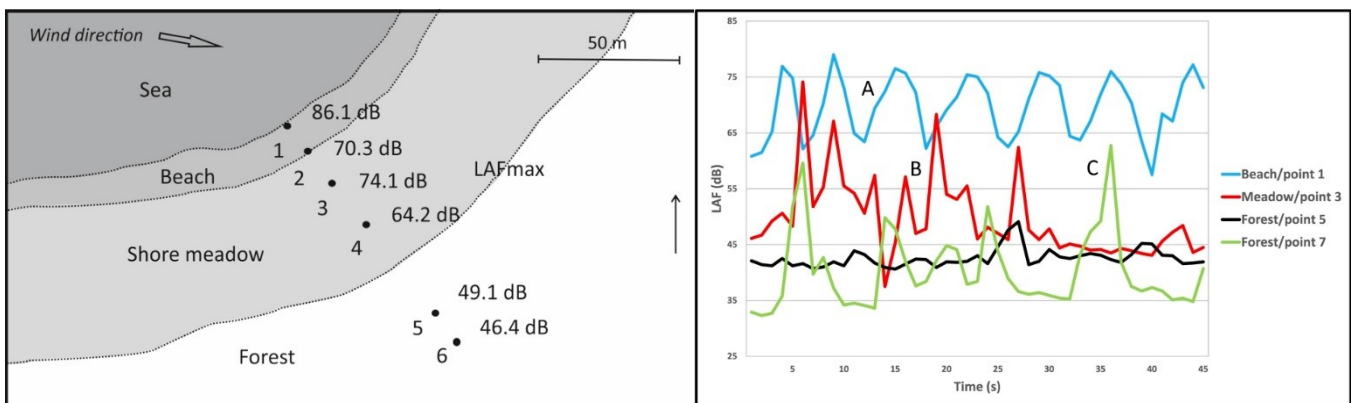 Wind direction
50 m
Sea
86.1 dB
1
70.3 dB
Beach
2
74.1 dB
LAFmax
3
64.2 dB
Shore meadow
4
49.1 dB
5
46.4 dB
Forest
6
85
75
65
55
45
35
25
LAF (dB)
A
B
C
5 10 15 20 25 30 35 40 45
Time (s)
Beach/point 1
Meadow/point 3
Forest/point 5
Forest/point 7